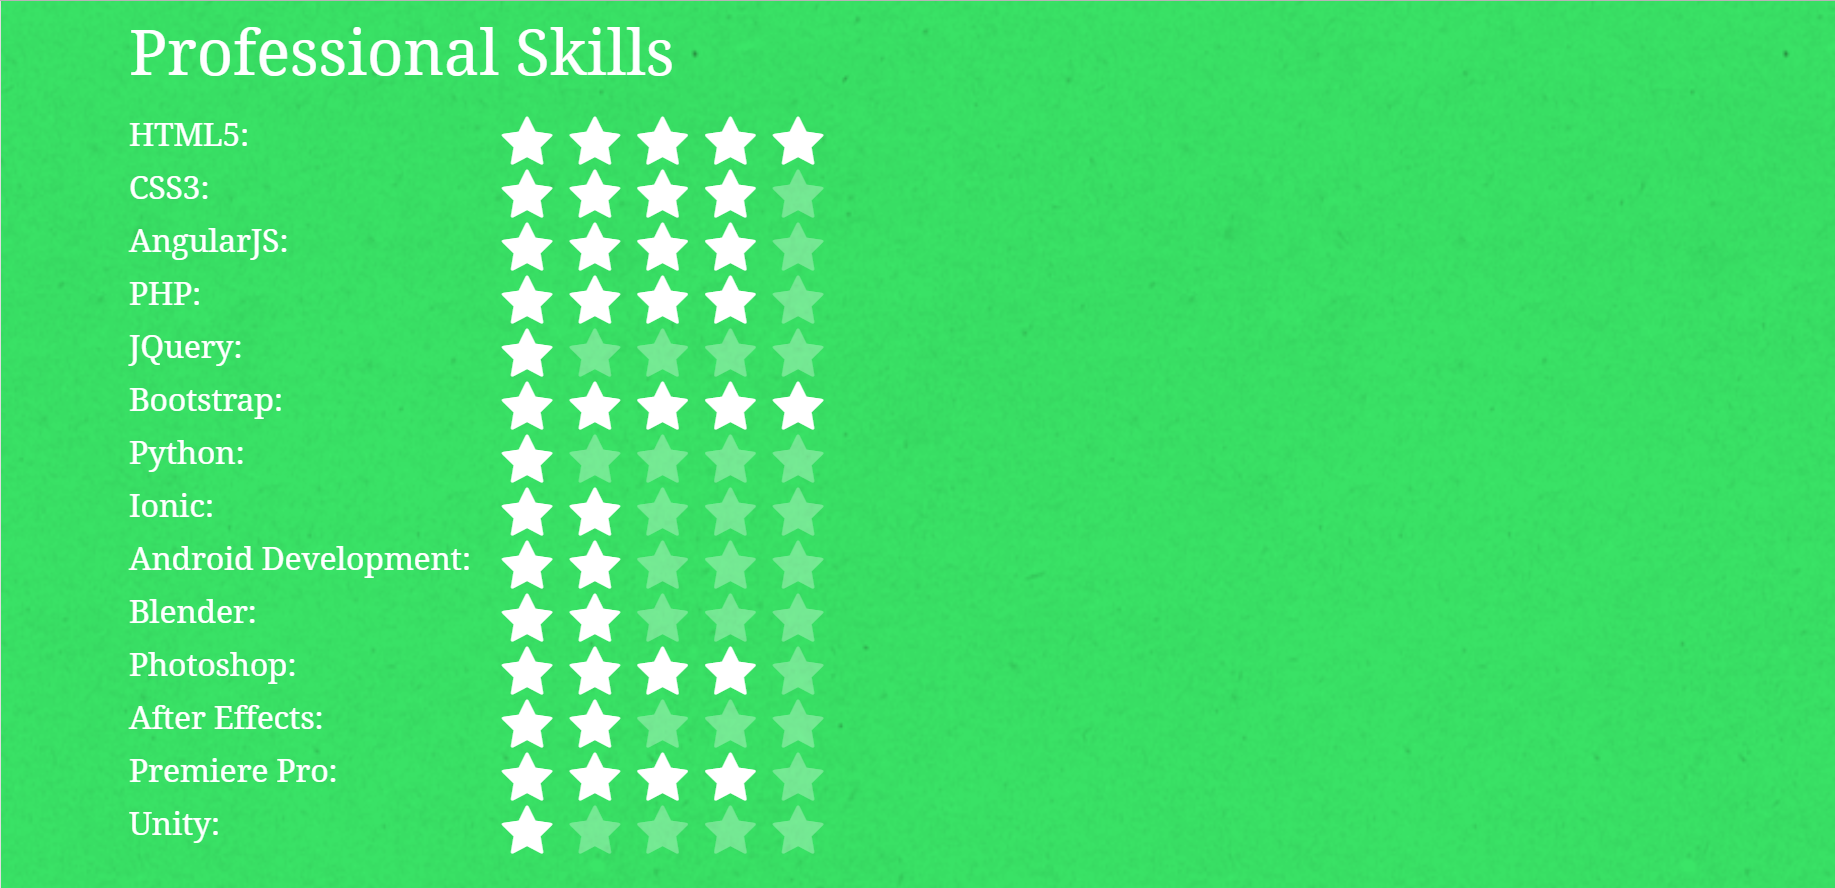 Professional Skills
HTML5:
CSS3:
AngularJS:
PHP:
JQuery:
Bootstrap:
Python:
Ionic:
Android Development:
Blender:
Photoshop:
After Effects:
Premiere Pro:
Unity: